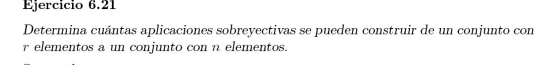 Ejercicio 6.21
Determina cuántas aplicaciones sobreyectivas se pueden construir de un conjunto con
r elementos a un conjunto con n elementos.